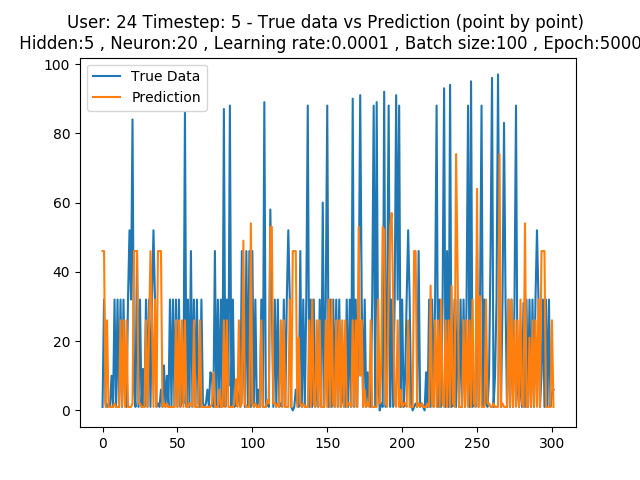 User: 24 Timestep: 5 - True data vs Prediction (point by point)
Hidden:5 , Neuron:20 , Learning rate:0.0001 , Batch size:100 , Epoch:5000
True Data
Prediction
100
80
60
40
20
0
0 50 100 150 200 250 300